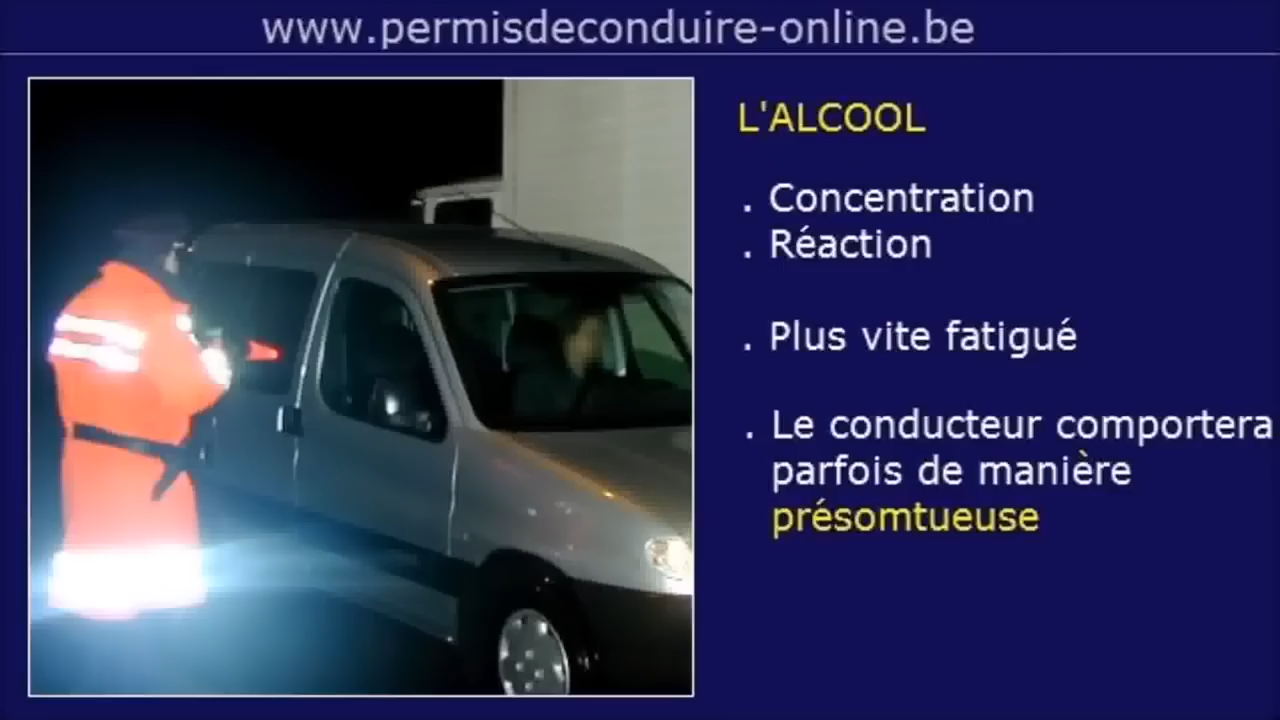 www.permisdeconduire-online.be
L'ALCOOL
. Concentration
. Réaction
. Plus vite fatigué
. Le conducteur comportera
parfois de manière
présomtueuse